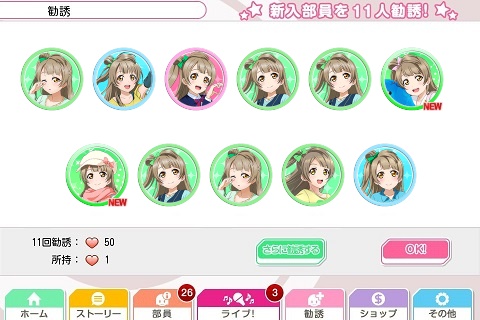 勧誘
新入部員を11人勧誘!
NEW
NEW
11回勧誘: 50
所持: 1
さらに勧誘する
OK!
26
3
ホーム
ストーリー
部員
ライブ!
勧誘
ショップ
その他